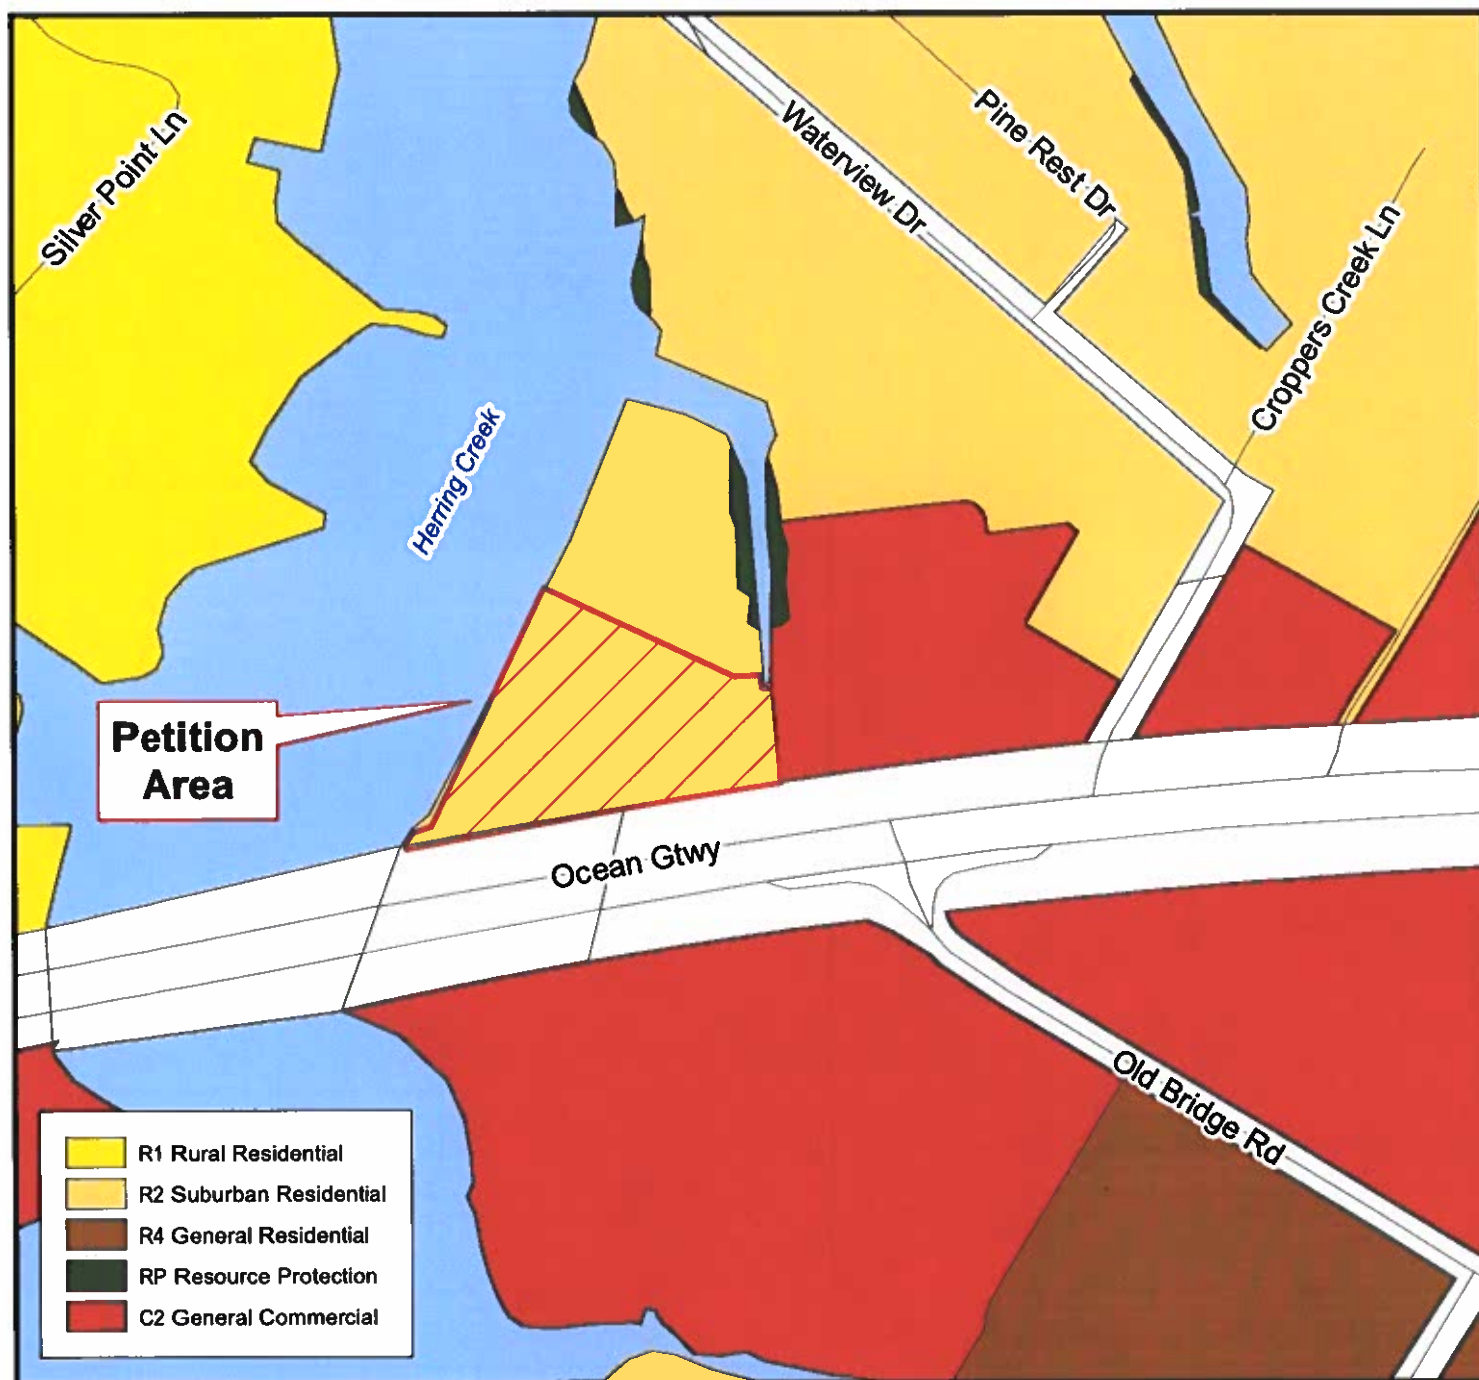 Silver Point Ln
Waterview Dr
Pine Rest Dr
Croppers Creek Ln
Herring Creek
Petition
Area
Ocean Gtwy
Old Bridge Rd
R1 Rural Residential
R2 Suburban Residential
R4 General Residential
RP Resource Protection
C2 General Commercial